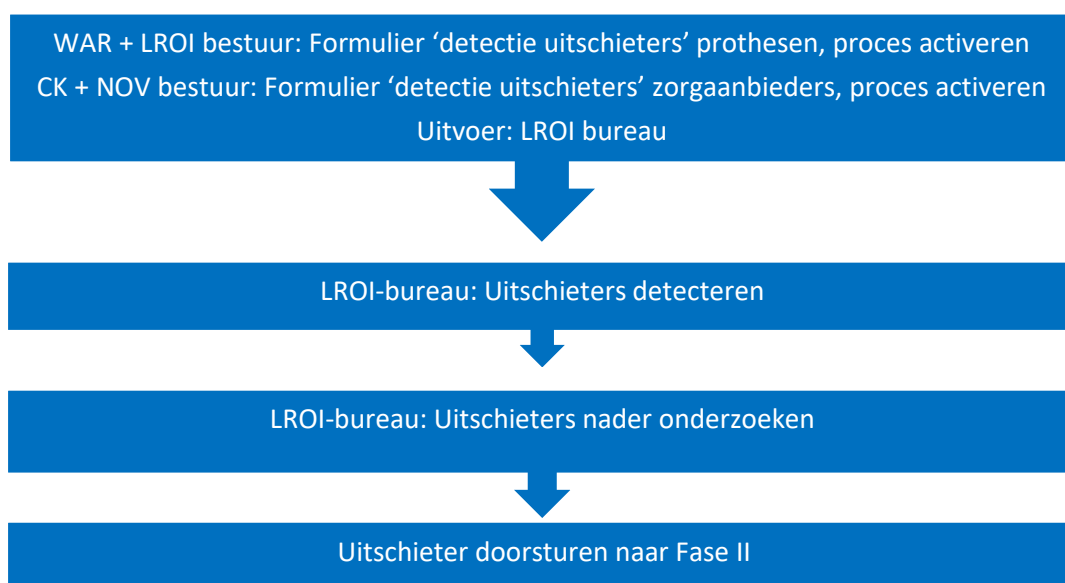 WAR + LROI bestuur: Formulier ‘detectie uitschieters’ prothesen, proces activeren
CK + NOV bestuur: Formulier ‘detectie uitschieters’ zorgaanbieders, proces activeren
Uitvoer: LROI bureau
LROI-bureau: Uitschieters detecteren
LROI-bureau: Uitschieters nader onderzoeken
Uitschieter doorsturen naar Fase II